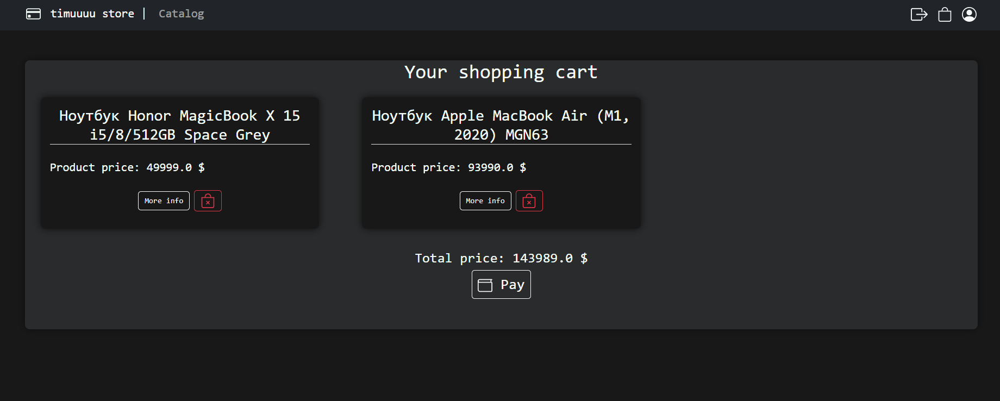 timuuuu store | Catalog
Your shopping cart
Ноутбук Honor MagicBook X 15
i5/8/512GB Space Grey
Product price: 49999.0 $
More info
Ноутбук Apple MacBook Air (M1,
2020) MGN63
Product price: 93990.0 $
More info
Total price: 143989.0 $
Pay